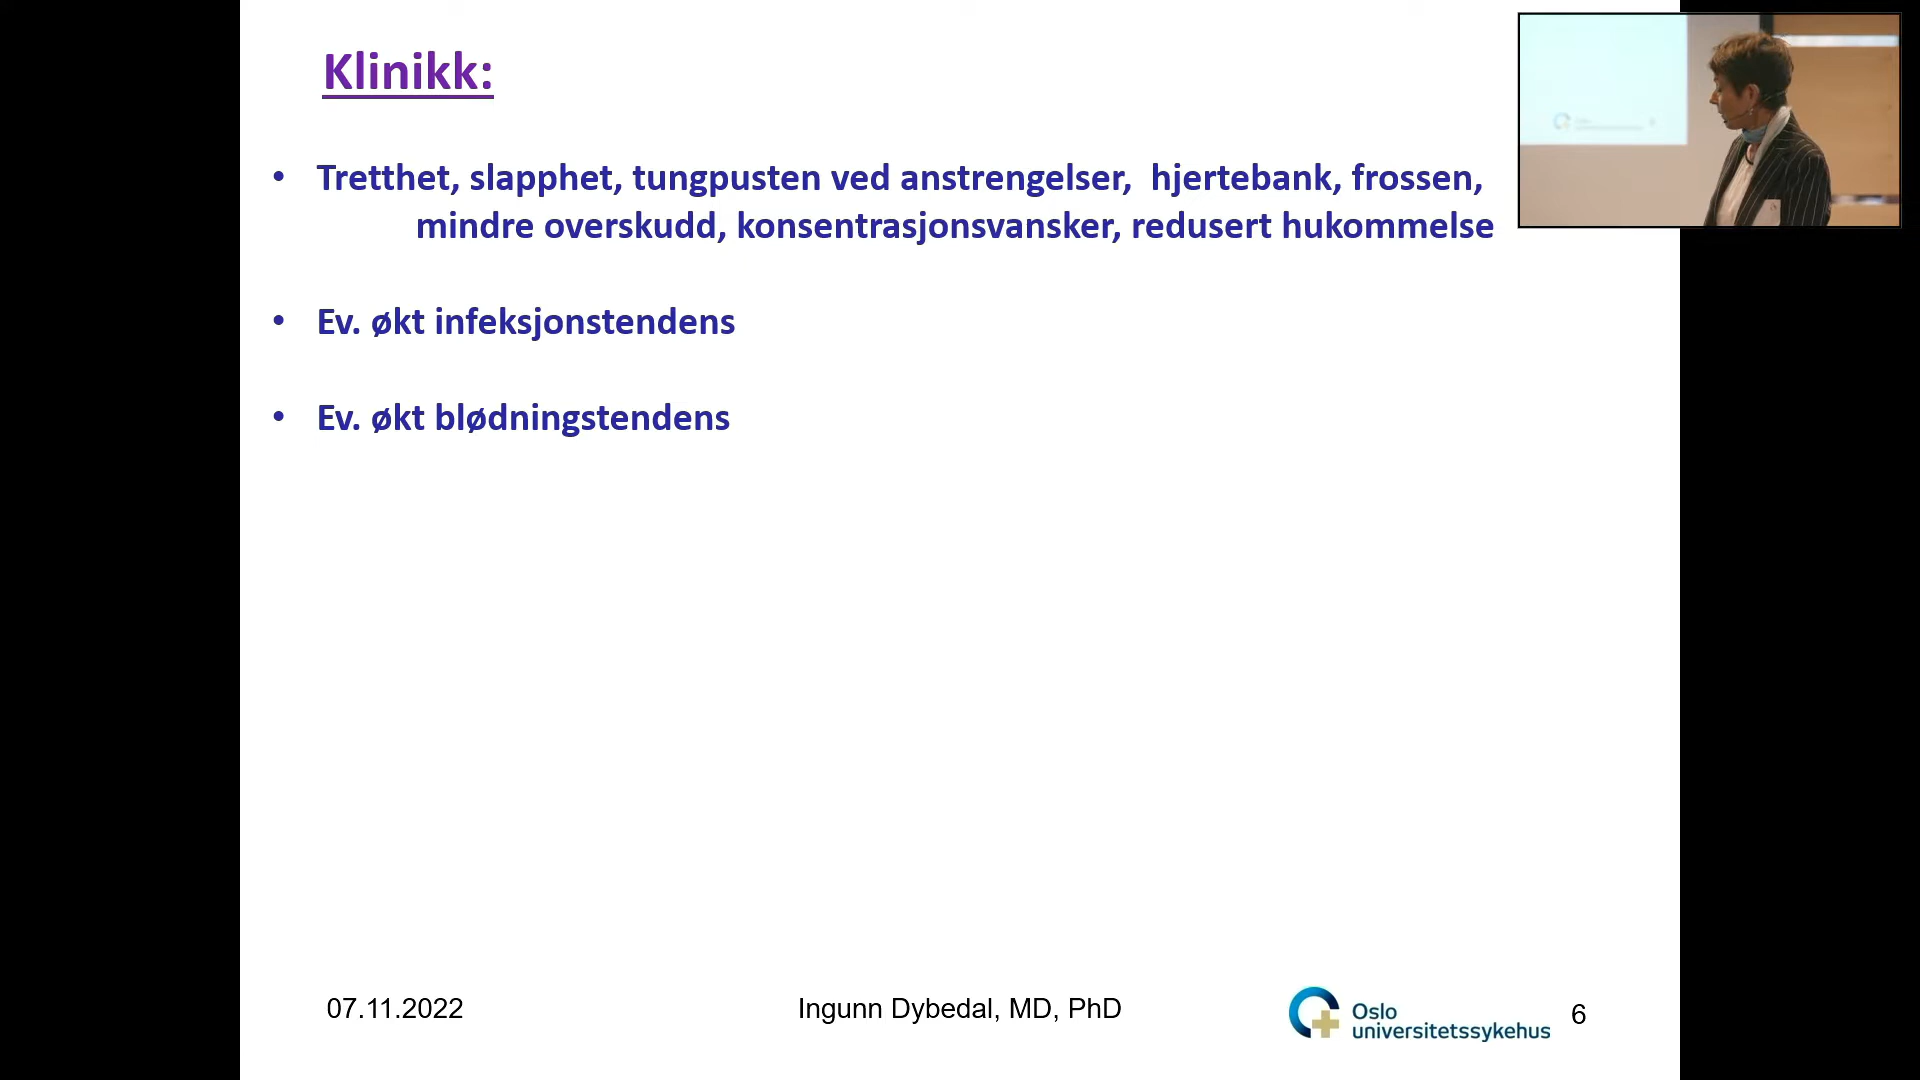 Klinikk:
• Tretthet, slapphet, tungpusten ved anstrengelser, hjertebank, frossen,
mindre overskudd, konsentrasjonsvansker, redusert hukommelse
• Ev. økt infeksjonstendens
• Ev. økt blødningstendens
07.11.2022
Ingunn Dybedal, MD, PhD
Oslo
universitetssykehus
6